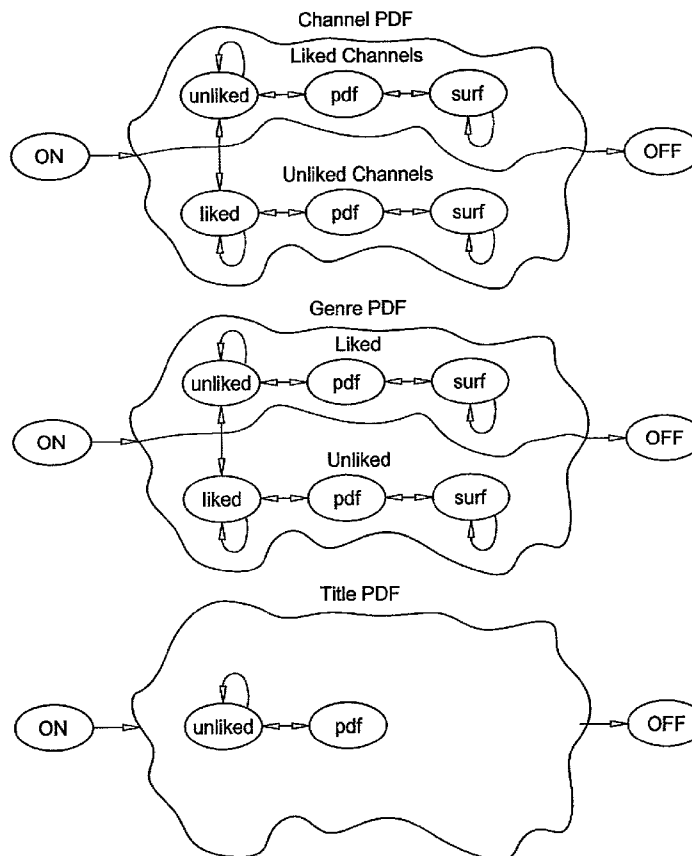 Channel PDF
Liked Channels
unliked pdf surf
ON OFF
Unliked Channels
liked pdf surf
Genre PDF
Liked
unliked pdf surf
ON OFF
Unliked
liked pdf surf
Title PDF
ON unliked pdf OFF